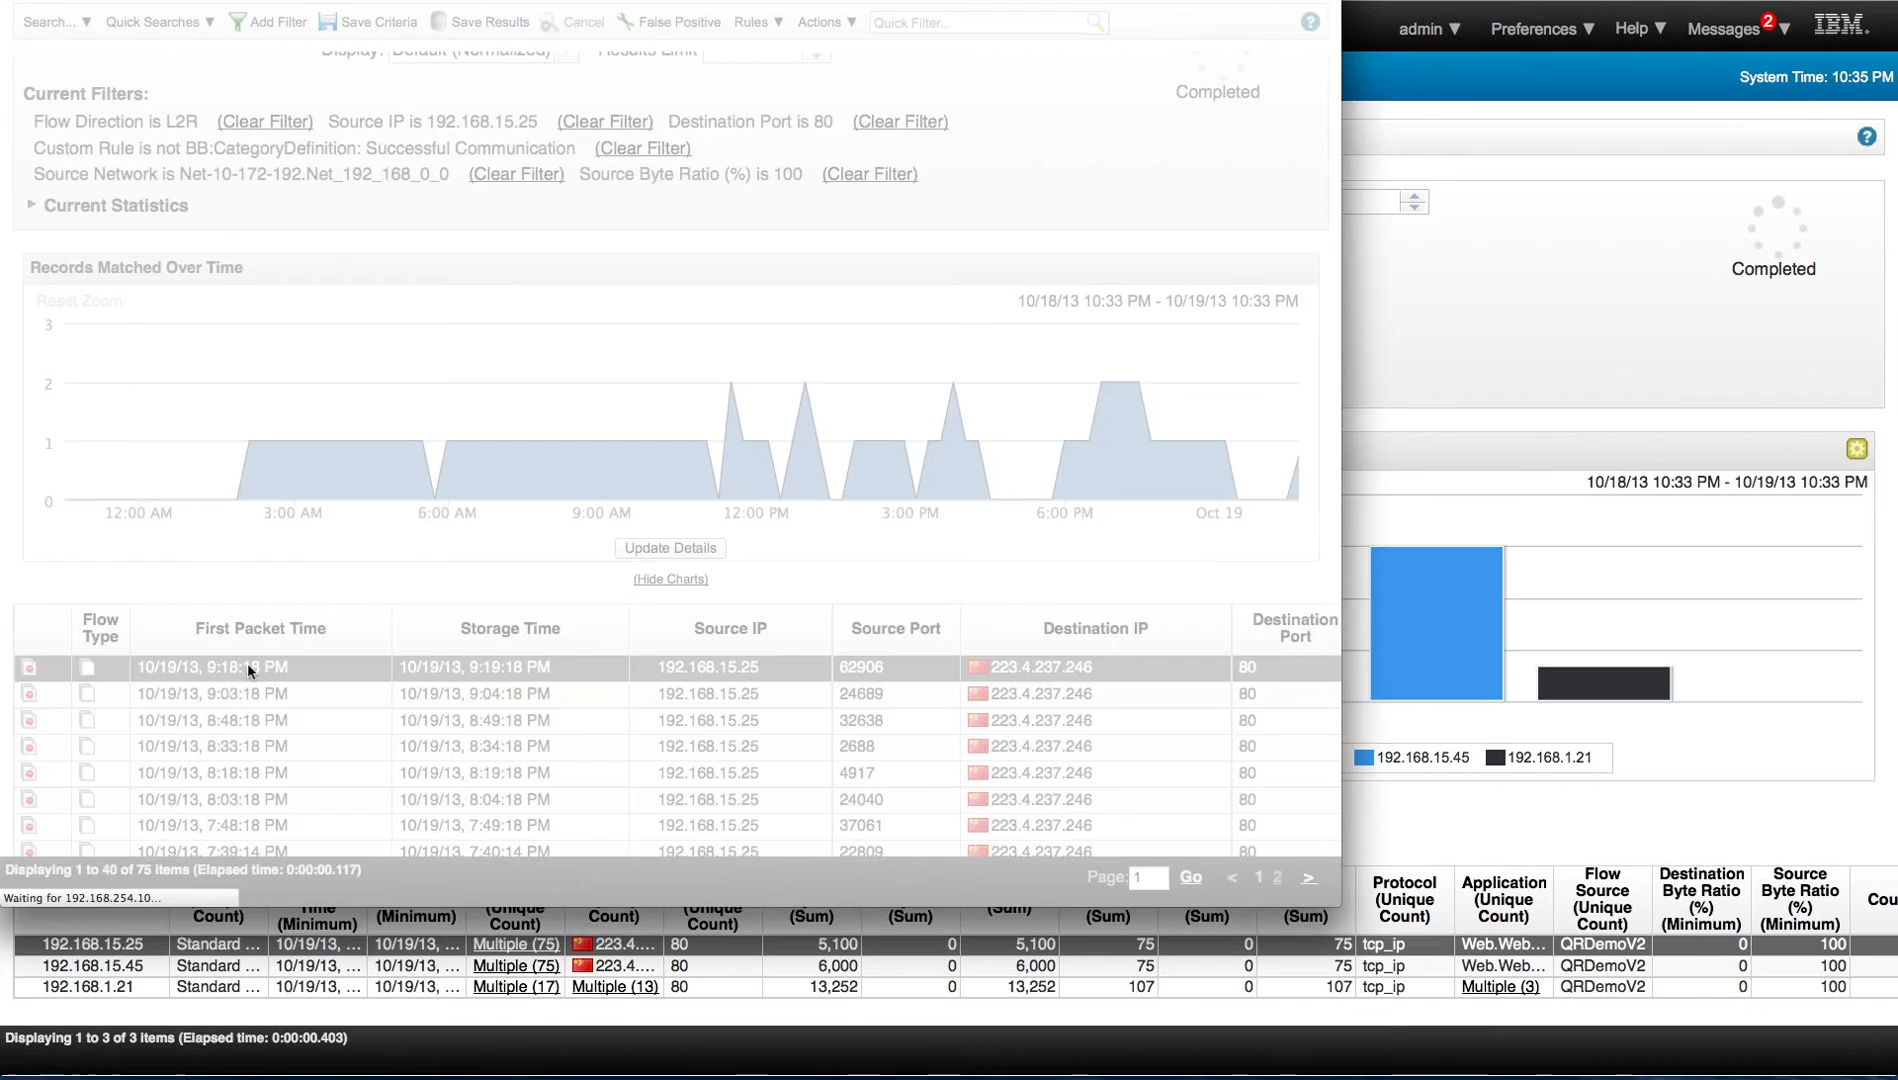 Search... ▼ Quick Searches ▼ Add Filter Save Criteria Save Results Cancel False Positive Rules ▼ Actions ▼ Quick Filter...
admin ▼ Preferences ▼ Help ▼ Messages 2 ▼ IBM.
System Time: 10:35 PM
Display: Default (Normalized) Results Limit
Completed
Current Filters:
Flow Direction is L2R (Clear Filter) Source IP is 192.168.15.25 (Clear Filter) Destination Port is 80 (Clear Filter)
Custom Rule is not BB:CategoryDefinition: Successful Communication (Clear Filter)
Source Network is Net-10-172-192.Net_192_168_0_0 (Clear Filter) Source Byte Ratio (%) is 100 (Clear Filter)
Current Statistics
Completed
Records Matched Over Time
Reset Zoom 10/18/13 10:33 PM - 10/19/13 10:33 PM
3
2
1
0
12:00 AM 3:00 AM 6:00 AM 9:00 AM 12:00 PM 3:00 PM 6:00 PM Oct 19
Update Details
(Hide Charts)
10/18/13 10:33 PM - 10/19/13 10:33 PM
192.168.15.45 192.168.1.21
Flow Type First Packet Time Storage Time Source IP Source Port Destination IP Destination Port
10/19/13, 9:18:18 PM 10/19/13, 9:19:18 PM 192.168.15.25 62906 223.4.237.246 80
10/19/13, 9:03:18 PM 10/19/13, 9:04:18 PM 192.168.15.25 24689 223.4.237.246 80
10/19/13, 8:48:18 PM 10/19/13, 8:49:18 PM 192.168.15.25 32638 223.4.237.246 80
10/19/13, 8:33:18 PM 10/19/13, 8:34:18 PM 192.168.15.25 2688 223.4.237.246 80
10/19/13, 8:18:18 PM 10/19/13, 8:19:18 PM 192.168.15.25 4917 223.4.237.246 80
10/19/13, 8:03:18 PM 10/19/13, 8:04:18 PM 192.168.15.25 24040 223.4.237.246 80
10/19/13, 7:48:18 PM 10/19/13, 7:49:18 PM 192.168.15.25 37061 223.4.237.246 80
10/19/13, 7:39:14 PM 10/19/13, 7:40:14 PM 192.168.15.25 22809 223.4.237.246 80
Displaying 1 to 40 of 75 items (Elapsed time: 0:00:00.117)
Page: 1 Go < 1 2 >
Waiting for 192.168.254.10...
Count) Time (Minimum) (Minimum) (Unique Count) Count) (Unique Count) (Sum) (Sum) (Sum) (Sum) (Sum) (Sum) Protocol (Unique Count) Application (Unique Count) Flow Source (Unique Count) Destination Byte Ratio (%) (Minimum) Source Byte Ratio (%) (Minimum) Cou
192.168.15.25 Standard ... 10/19/13, ... 10/19/13, ... Multiple (75) 223.4.... 80 5,100 0 5,100 75 0 75 tcp_ip Web.Web... QRDemoV2 0 100
192.168.15.45 Standard ... 10/19/13, ... 10/19/13, ... Multiple (75) 223.4.... 80 6,000 0 6,000 75 0 75 tcp_ip Web.Web... QRDemoV2 0 100
192.168.1.21 Standard ... 10/19/13, ... 10/19/13, ... Multiple (17) Multiple (13) 80 13,252 0 13,252 107 0 107 tcp_ip Multiple (3) QRDemoV2 0 100
Displaying 1 to 3 of 3 items (Elapsed time: 0:00:00.403)